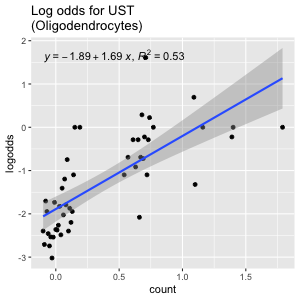 Log odds for UST
(Oligodendrocytes)
y = −1.89 + 1.69 x, R² = 0.53
2
1
0
-1
-2
-3
logodds
0.0 0.5 1.0 1.5
count